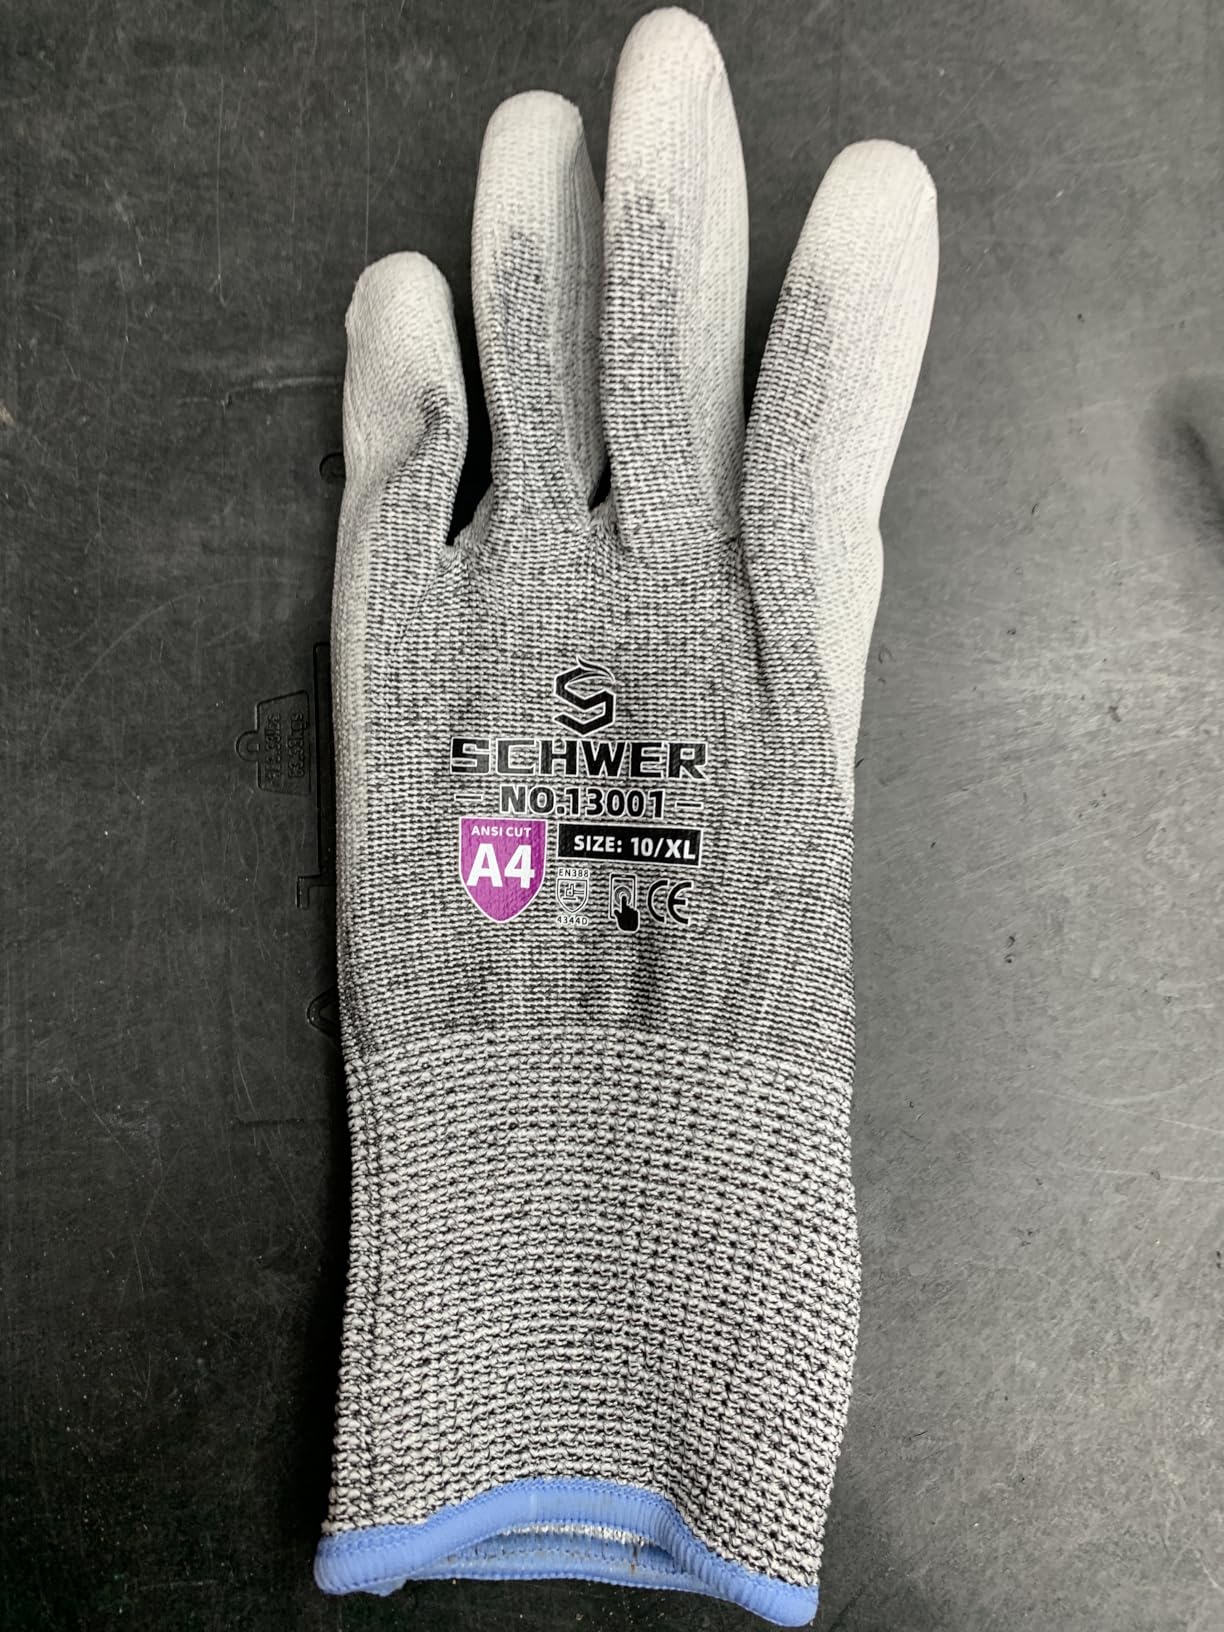 SCHWER
NO.13001
ANSI CUT
A4
SIZE: 10/XL
EN388
4344D
CE